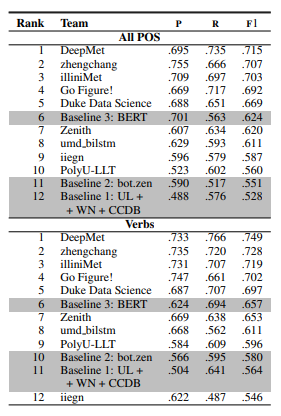 Rank Team P R F1
All POS
1 DeepMet .695 .735 .715
2 zhengchang .755 .666 .707
3 illiniMet .709 .697 .703
4 Go Figure! .669 .717 .692
5 Duke Data Science .688 .651 .669
6 Baseline 3: BERT .701 .563 .624
7 Zenith .607 .634 .620
8 umd_bilstm .629 .593 .611
9 iiegn .596 .579 .587
10 PolyU-LLT .523 .602 .560
11 Baseline 2: bot.zen .590 .517 .551
12 Baseline 1: UL + .488 .576 .528
+ WN + CCDB
Verbs
1 DeepMet .733 .766 .749
2 zhengchang .735 .720 .728
3 illiniMet .731 .707 .719
4 Go Figure! .747 .661 .702
5 Duke Data Science .687 .707 .697
6 Baseline 3: BERT .624 .694 .657
7 Zenith .669 .638 .653
8 umd_bilstm .668 .562 .611
9 PolyU-LLT .584 .609 .596
10 Baseline 2: bot.zen .566 .595 .580
11 Baseline 1: UL + .504 .641 .564
+ WN + CCDB
12 iiegn .622 .487 .546